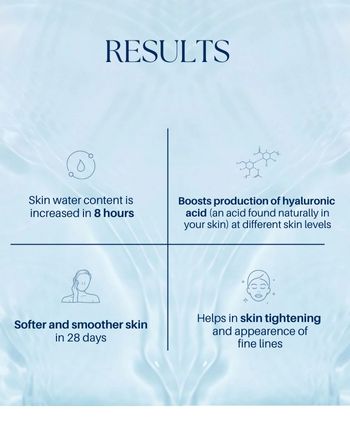 RESULTS
Skin water content is
increased in 8 hours
Boosts production of hyaluronic
acid (an acid found naturally in
your skin) at different skin levels
Softer and smoother skin
in 28 days
Helps in skin tightening
and appearence of
fine lines